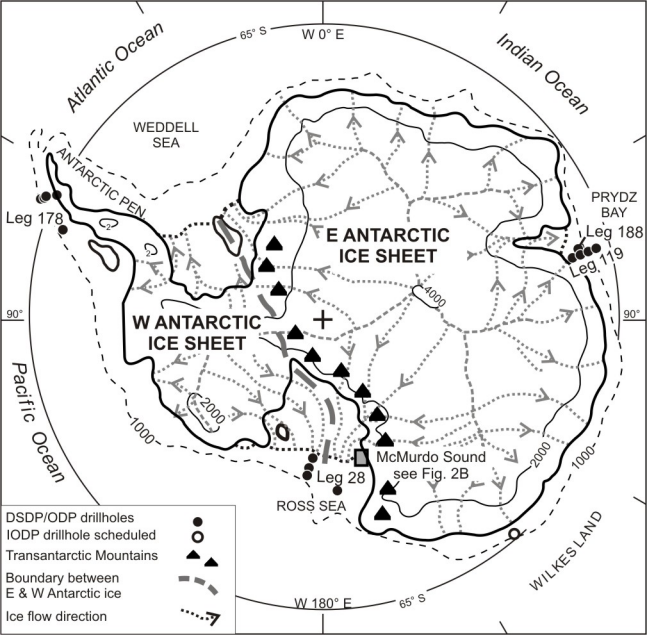 65° S
W 0° E
Atlantic Ocean
Indian Ocean
WEDDELL
SEA
ANTARCTIC PEN
PRYDZ
BAY
Leg 178
Leg 188
Leg 119
2
2
E ANTARCTIC
ICE SHEET
4000
90°
90°
W ANTARCTIC
ICE SHEET
Pacific Ocean
2000
1000
McMurdo Sound
see Fig. 2B
2000
1000
Leg 28
ROSS SEA
WILKES LAND
DSDP/ODP drillholes
IODP drillhole scheduled
Transantarctic Mountains
Boundary between
E & W Antarctic ice
Ice flow direction
W 180° E
65° S